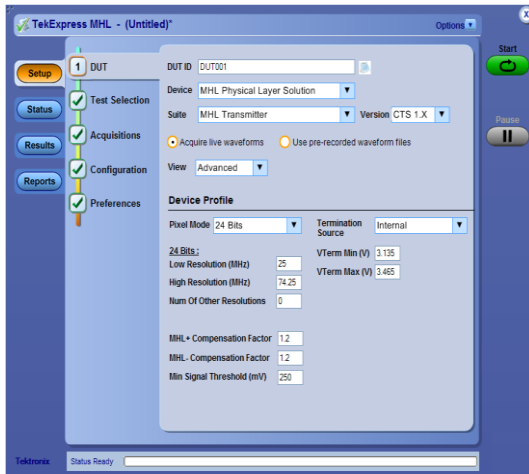 TekExpress MHL - (Untitled)*
Options
x
Start
Setup
Status
Results
Reports
1 DUT
Test Selection
Acquisitions
Configuration
Preferences
DUT ID DUT001
Device MHL Physical Layer Solution
Suite MHL Transmitter Version CTS 1.X
Acquire live waveforms Use pre-recorded waveform files
View Advanced
Pause
Device Profile
Pixel Mode 24 Bits Termination Source Internal
24 Bits :
Low Resolution (MHz) 25
VTerm Min (V) 3.135
High Resolution (MHz) 74.25
VTerm Max (V) 3.465
Num Of Other Resolutions 0
MHL+ Compensation Factor 1.2
MHL- Compensation Factor 1.2
Min Signal Threshold (mV) 250
Tektronix
Status Ready